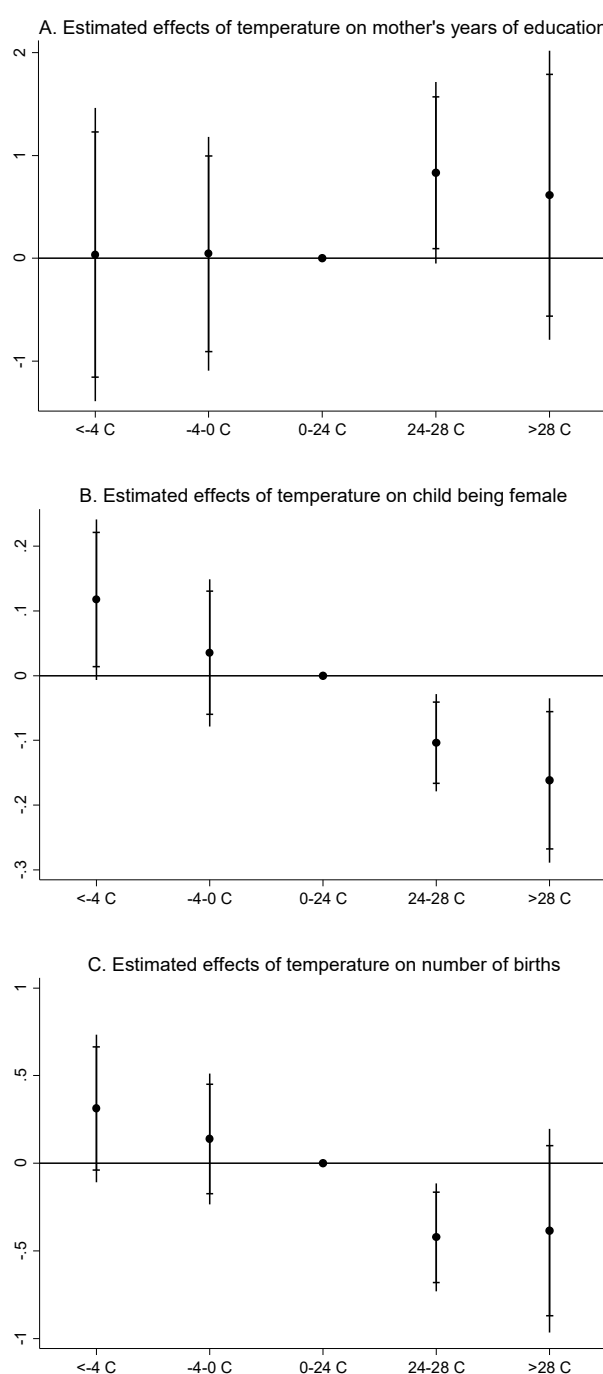 A. Estimated effects of temperature on mother's years of education
2
1
0
-1
<-4 C -4-0 C 0-24 C 24-28 C >28 C
B. Estimated effects of temperature on child being female
.2
.1
0
-.1
-.2
-.3
<-4 C -4-0 C 0-24 C 24-28 C >28 C
C. Estimated effects of temperature on number of births
1
.5
0
-.5
-1
<-4 C -4-0 C 0-24 C 24-28 C >28 C